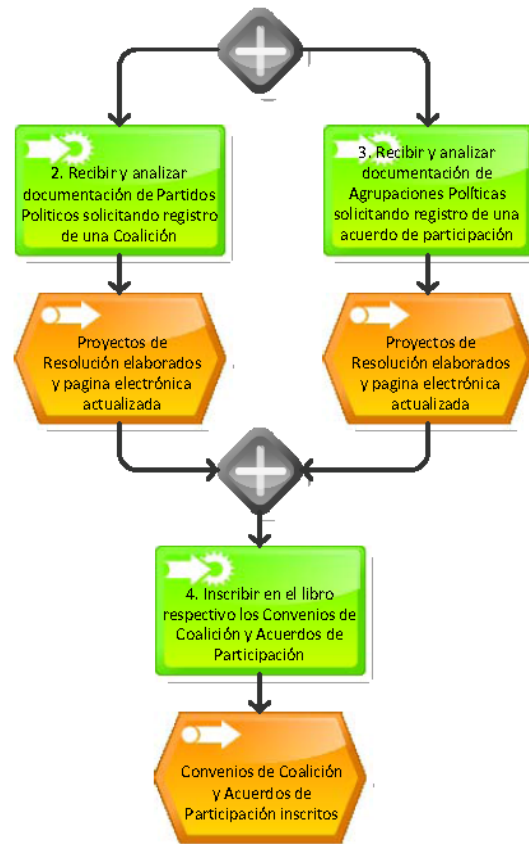 2. Recibir y analizar
documentación de Partidos
Politicos solicitando registro
de una Coalición
3. Recibir y analizar
documentación de
Agrupaciones Políticas
solicitando registro de una
acuerdo de participación
Proyectos de
Resolución elaborados
y pagina electrónica
actualizada
Proyectos de
Resolución elaborados
y pagina electrónica
actualizada
4. Inscribir en el libro
respectivo los Convenios de
Coalición y Acuerdos de
Participación
Convenios de Coalición
y Acuerdos de
Participación inscritos